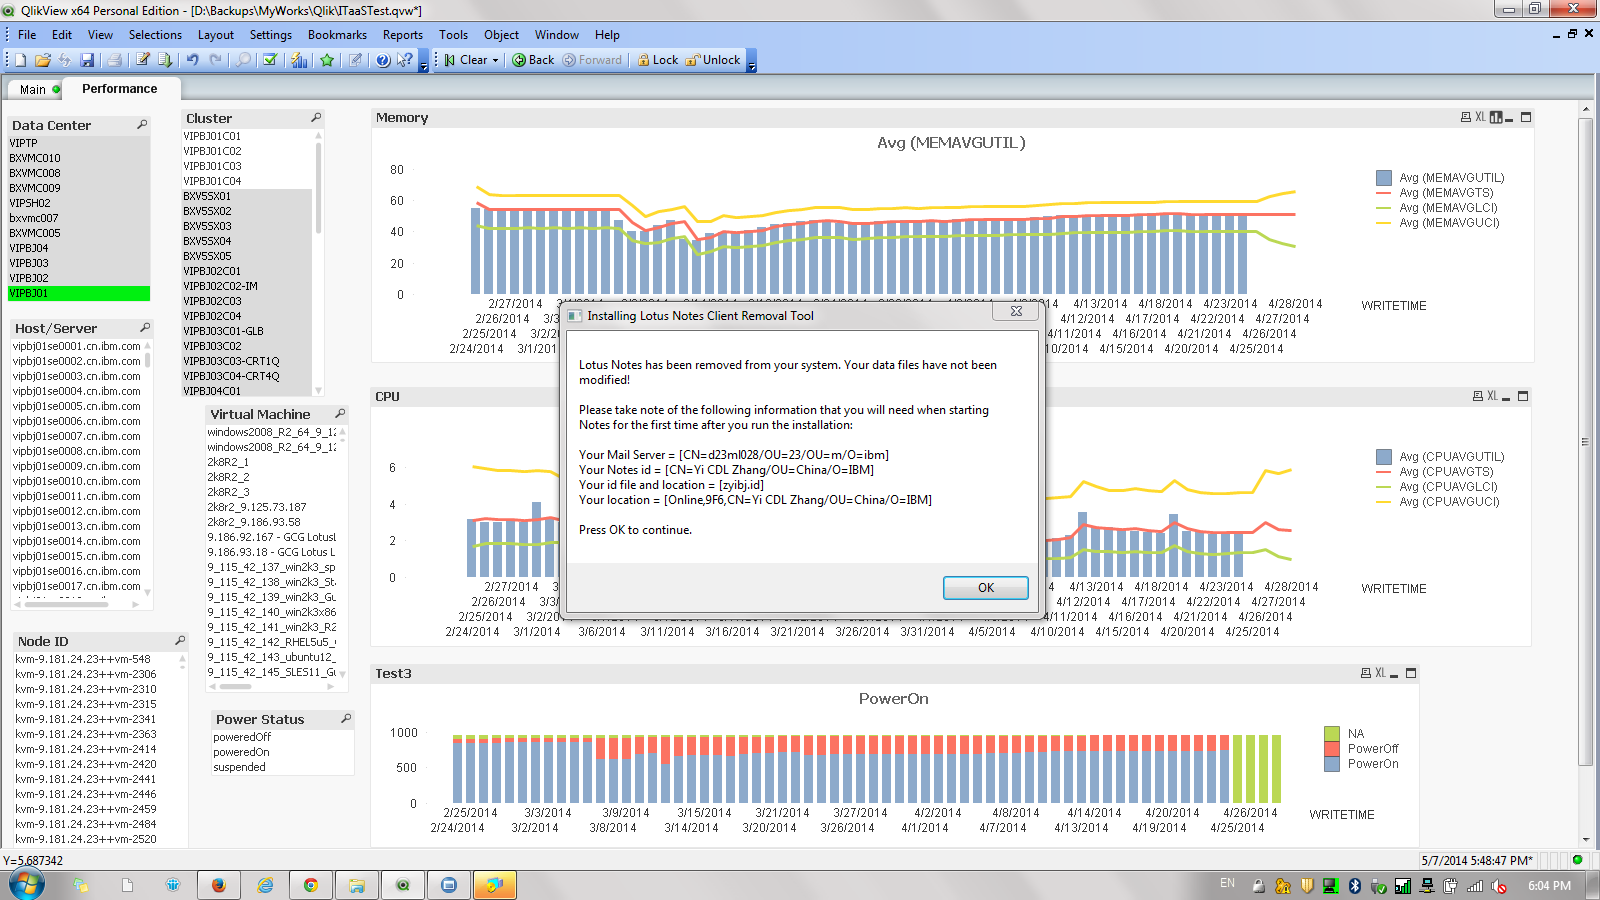 QlikView x64 Personal Edition - [D:\Backups\MyWorks\Qlik\ITaaSTest.qvw*]
File Edit View Selections Layout Settings Bookmarks Reports Tools Object Window Help
Clear Back Forward Lock Unlock
Main Performance
Data Center
VIPTP
BXVMC010
BXVMC008
BXVMC009
VIPSH02
bxvmc007
BXVMC005
VIPBJ04
VIPBJ03
VIPBJ02
VIPBJ01
Host/Server
vipbj01se0001.cn.ibm.com
vipbj01se0002.cn.ibm.com
vipbj01se0003.cn.ibm.com
vipbj01se0004.cn.ibm.com
vipbj01se0005.cn.ibm.com
vipbj01se0006.cn.ibm.com
vipbj01se0007.cn.ibm.com
vipbj01se0008.cn.ibm.com
vipbj01se0009.cn.ibm.com
vipbj01se0010.cn.ibm.com
vipbj01se0011.cn.ibm.com
vipbj01se0012.cn.ibm.com
vipbj01se0013.cn.ibm.com
vipbj01se0014.cn.ibm.com
vipbj01se0015.cn.ibm.com
vipbj01se0016.cn.ibm.com
vipbj01se0017.cn.ibm.com
Node ID
kvm-9.181.24.23++vm-548
kvm-9.181.24.23++vm-2306
kvm-9.181.24.23++vm-2310
kvm-9.181.24.23++vm-2315
kvm-9.181.24.23++vm-2341
kvm-9.181.24.23++vm-2363
kvm-9.181.24.23++vm-2414
kvm-9.181.24.23++vm-2420
kvm-9.181.24.23++vm-2441
kvm-9.181.24.23++vm-2446
kvm-9.181.24.23++vm-2459
kvm-9.181.24.23++vm-2484
kvm-9.181.24.23++vm-2520
Cluster
VIPBJ01C01
VIPBJ01C02
VIPBJ01C03
VIPBJ01C04
BXV5SX01
BXV5SX02
BXV5SX03
BXV5SX04
BXV5SX05
VIPBJ02C01
VIPBJ02C02-IM
VIPBJ02C03
VIPBJ02C04
VIPBJ03C01-GLB
VIPBJ03C02
VIPBJ03C03-CRT1Q
VIPBJ03C04-CRT4Q
VIPBJ04C01
Virtual Machine
windows2008_R2_64_9_12
windows2008_R2_64_9_12
2k8R2_1
2k8R2_2
2k8R2_3
2k8r2_9.125.73.187
2k8r2_9.186.93.58
9.186.92.167 - GCG LotusL
9.186.93.18 - GCG Lotus L
9_115_42_137_win2k3_sp
9_115_42_138_win2k3_St
9_115_42_139_win2k3_Gu
9_115_42_140_win2k3x86
9_115_42_141_win2k3_R2
9_115_42_142_RHEL5u5_
9_115_42_143_ubuntu12_
9_115_42_145_SLES11_Gu
Power Status
poweredOff
poweredOn
suspended
Memory XL
Avg (MEMAVGUTIL)
80
60
40
20
0
Avg (MEMAVGUTIL)
Avg (MEMAVGTS)
Avg (MEMAVGLCI)
Avg (MEMAVGUCI)
2/27/2014 4/13/2014 4/18/2014 4/23/2014 4/28/2014
2/26/2014 4/12/2014 4/17/2014 4/22/2014 4/27/2014
2/25/2014 4/11/2014 4/16/2014 4/21/2014 4/26/2014
2/24/2014 3/1/201 10/2014 4/15/2014 4/20/2014 4/25/2014
WRITETIME
Installing Lotus Notes Client Removal Tool
Lotus Notes has been removed from your system. Your data files have not been
modified!
Please take note of the following information that you will need when starting
Notes for the first time after you run the installation:
Your Mail Server = [CN=d23ml028/OU=23/OU=m/O=ibm]
Your Notes id = [CN=Yi CDL Zhang/OU=China/O=IBM]
Your id file and location = [zyibj.id]
Your location = [Online,9F6,CN=Yi CDL Zhang/OU=China/O=IBM]
Press OK to continue.
OK
CPU XL
6
4
2
0
Avg (CPUAVGUTIL)
Avg (CPUAVGTS)
Avg (CPUAVGLCI)
Avg (CPUAVGUCI)
2/27/2014 4/13/2014 4/18/2014 4/23/2014 4/28/2014
2/26/2014 4/12/2014 4/17/2014 4/22/2014 4/27/2014
2/25/2014 4/11/2014 4/16/2014 4/21/2014 4/26/2014
2/24/2014 3/1/2014 3/6/2014 3/11/2014 3/16/2014 3/21/2014 3/26/2014 3/31/2014 4/5/2014 4/10/2014 4/15/2014 4/20/2014 4/25/2014
WRITETIME
Test3 XL
PowerOn
1000
500
0
NA
PowerOff
PowerOn
2/25/2014 3/3/2014 3/9/2014 3/15/2014 3/21/2014 3/27/2014 4/2/2014 4/8/2014 4/14/2014 4/20/2014 4/26/2014
2/24/2014 3/2/2014 3/8/2014 3/14/2014 3/20/2014 3/26/2014 4/1/2014 4/7/2014 4/13/2014 4/19/2014 4/25/2014
WRITETIME
Y=5.687342 5/7/2014 5:48:47 PM*
EN 6:04 PM